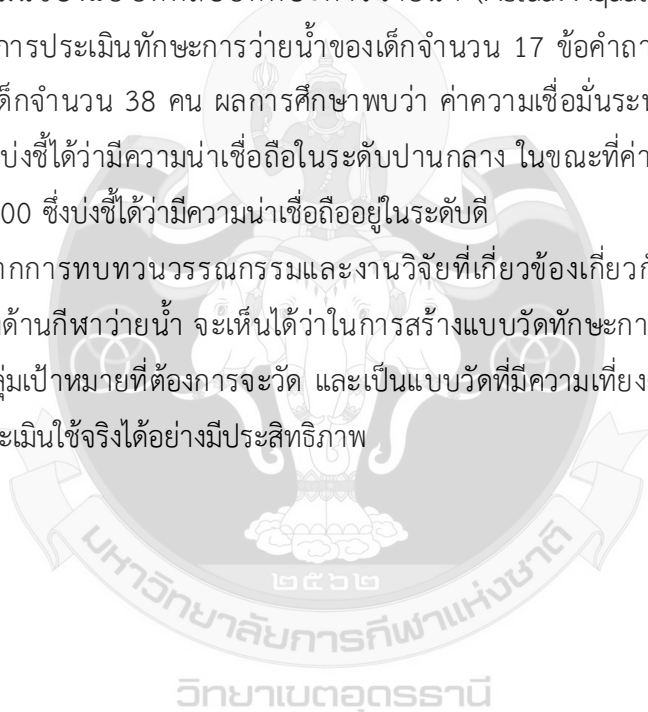 (Actual Aquatic
การประเมินทักษะการว่ายน้ำของเด็กจำนวน 17 ข้อคำถา
ด็กจำนวน 38 คน ผลการศึกษาพบว่า ค่าความเชื่อมั่นระห
บ่งชี้ได้ว่ามีความน่าเชื่อถือในระดับปานกลาง ในขณะที่ค่า
00 ซึ่งบ่งชี้ได้ว่ามีความน่าเชื่อถืออยู่ในระดับดี
ากการทบทวนวรรณกรรมและงานวิจัยที่เกี่ยวข้องเกี่ยวกั
ด้านกีฬาว่ายน้ำ จะเห็นได้ว่าในการสร้างแบบวัดทักษะกา
ลุ่มเป้าหมายที่ต้องการจะวัด และเป็นแบบวัดที่มีความเที่ยง
ะเมินใช้จริงได้อย่างมีประสิทธิภาพ
๒๕๖๒
มหาวิทยาลัยการกีฬาแห่งชาติ
วิทยาเขตอุดรธานี